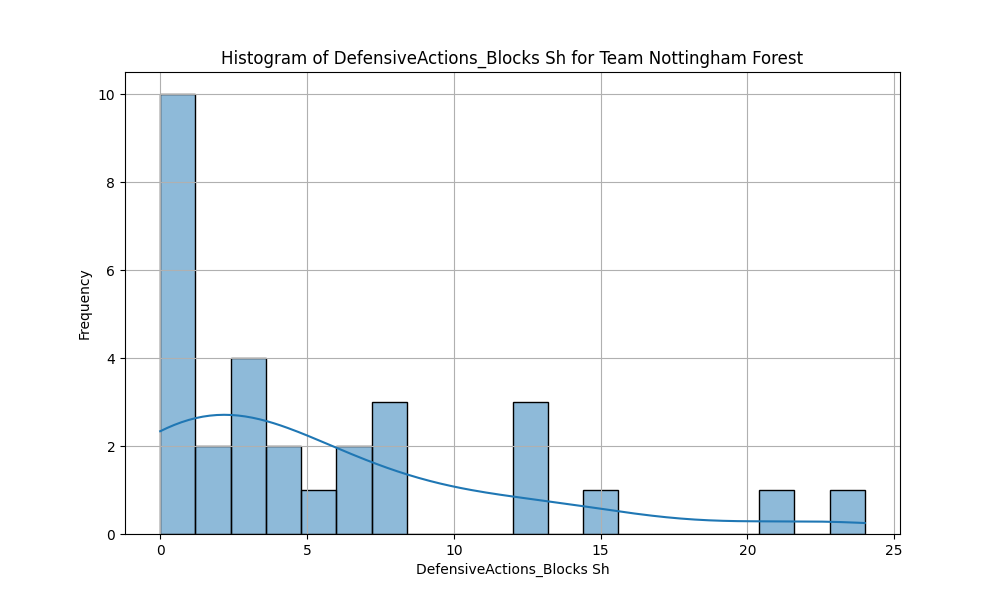 Histogram of DefensiveActions_Blocks Sh for Team Nottingham Forest
10
8
6
4
2
0
Frequency
0 5 10 15 20 25
DefensiveActions_Blocks Sh